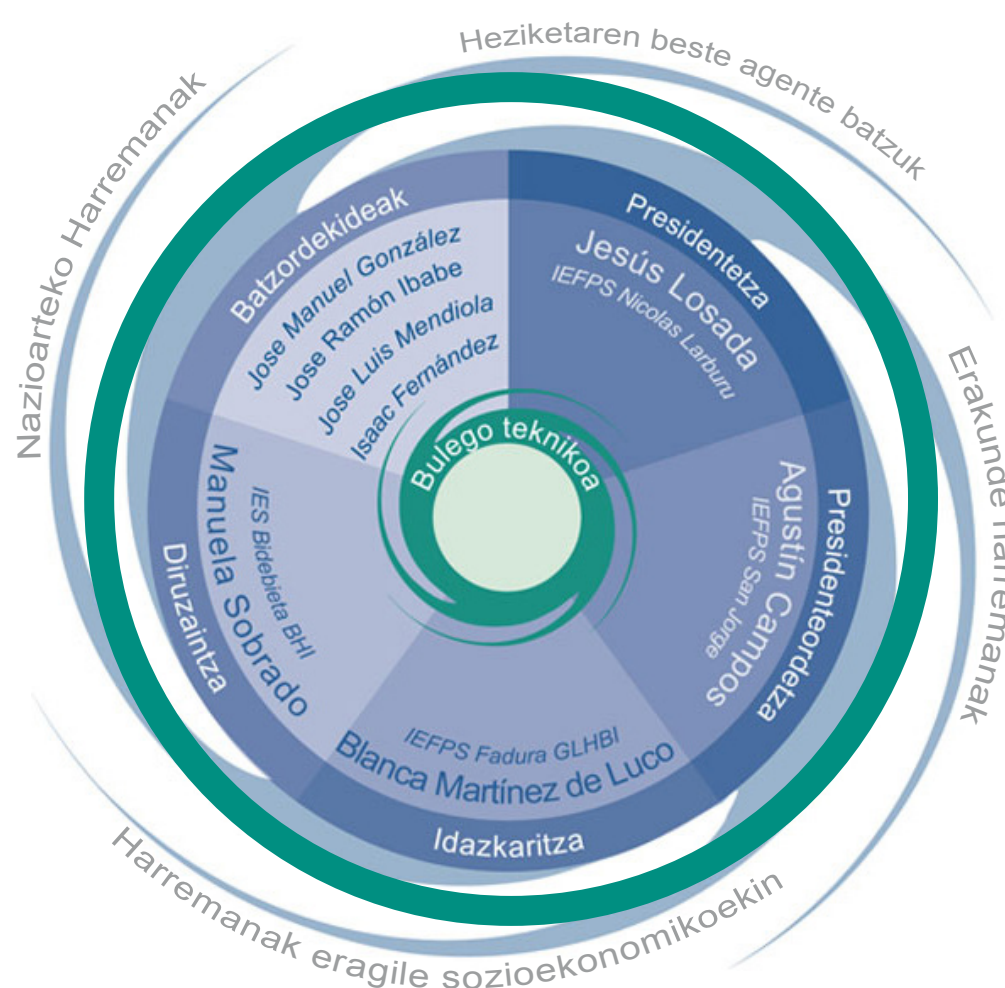 Heziketaren beste agente batzuk
Nazioarteko Harremanak
Erakunde harremanak
Harremanak eragile sozioekonomikoekin
Presidentetza
Jesús Losada
IEFPS Nicolas Larburu
Presidenteordetza
Agustín Campos
IEFPS San Jorge
Idazkaritza
Blanca Martínez de Luco
IEFPS Fadura GLHBI
Diruzaintza
Manuela Sobrado
IES Bidebieta BHI
Batzordekideak
Jose Manuel González
Jose Ramón Ibabe
Jose Luis Mendiola
Isaac Fernández
Bulego teknikoa